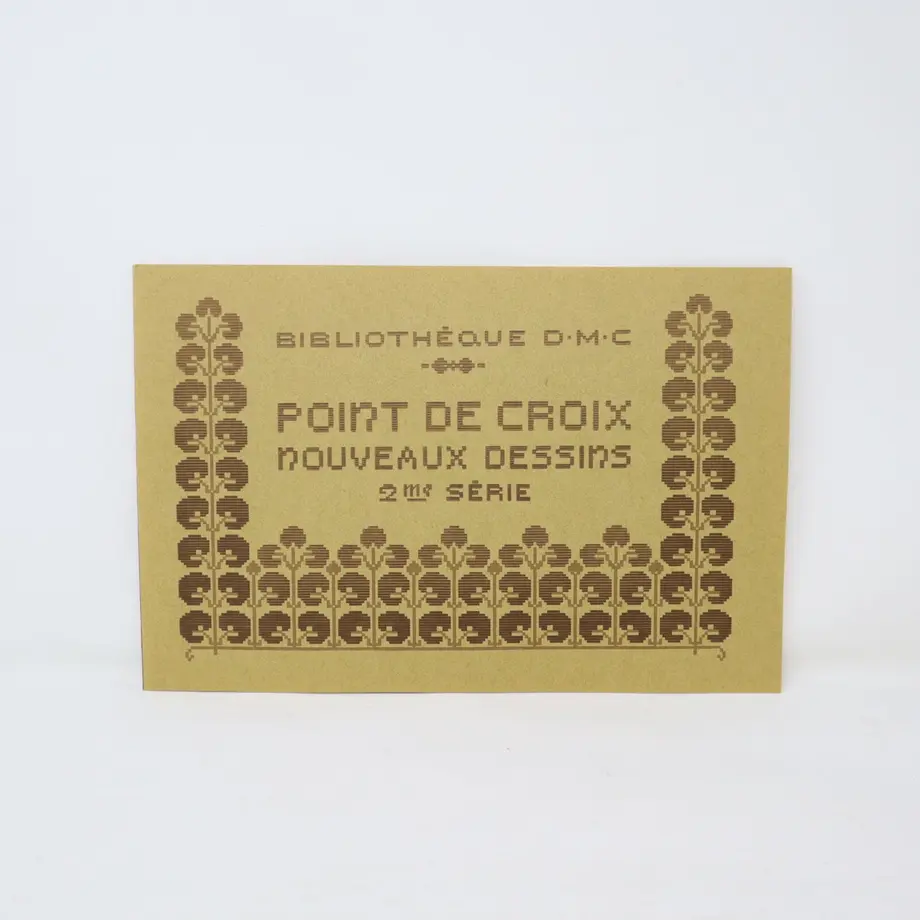 BIBLIOTHÈQUE D·M·C
POINT DE CROIX
NOUVEAUX DESSINS
2me SÉRIE